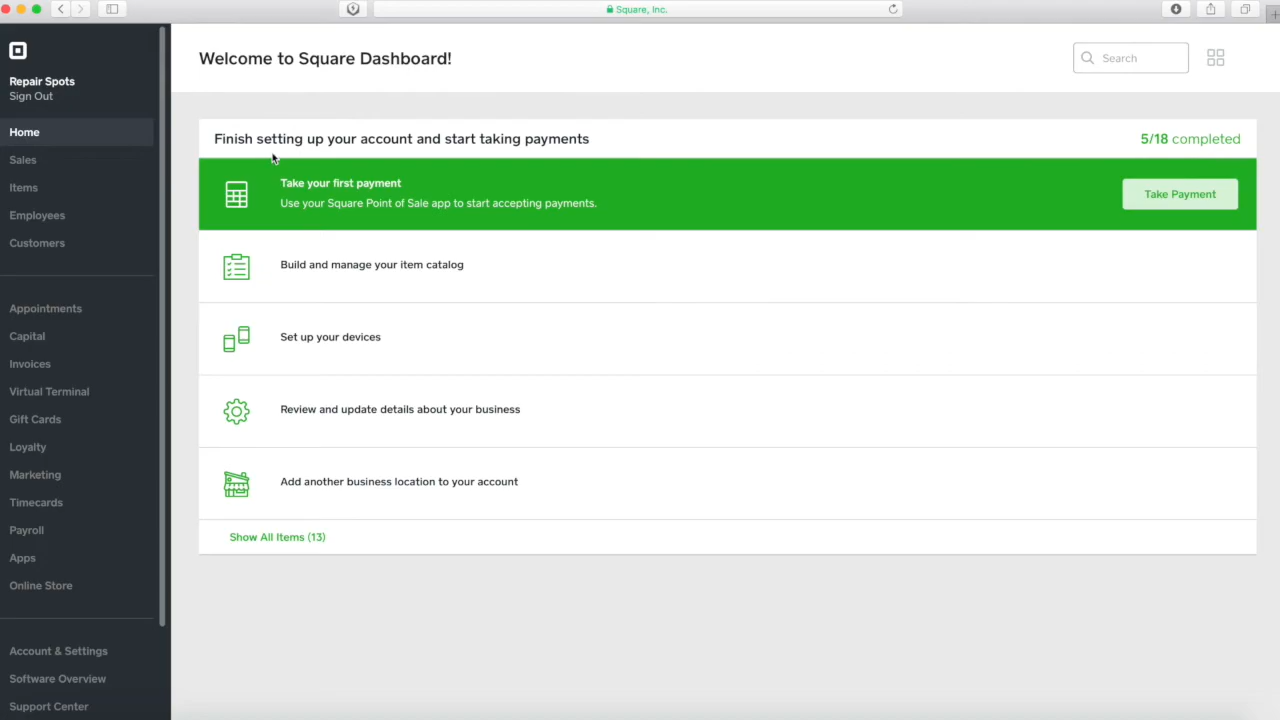 Square, Inc.
Repair Spots
Sign Out
Home
Sales
Items
Employees
Customers
Appointments
Capital
Invoices
Virtual Terminal
Gift Cards
Loyalty
Marketing
Timecards
Payroll
Apps
Online Store
Account & Settings
Software Overview
Support Center
Welcome to Square Dashboard!
Search
Finish setting up your account and start taking payments
5/18 completed
Take your first payment
Use your Square Point of Sale app to start accepting payments.
Take Payment
Build and manage your item catalog
Set up your devices
Review and update details about your business
Add another business location to your account
Show All Items (13)